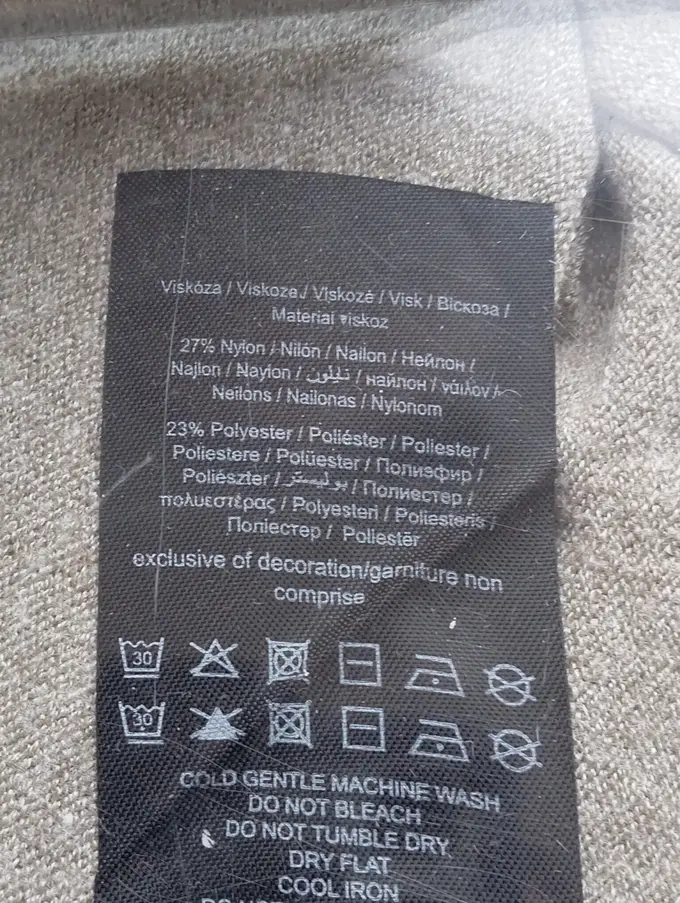 Viskóza / Viskoze / Viskozė / Visk / Віскоза /
Material viskoz
27% Nylon / Nilón / Nailon / Нейлон /
Najlon / Naylon / نايلون / найлон / νάιλον /
Neilons / Nailonas / Nylonom
23% Polyester / Poliéster / Poliester /
Poliestere / Polüester / Полиэфир /
Poliészter / بوليستر / Полиестер /
πολυεστέρας / Polyesteri / Poliesteris /
Поліестер / Poliestër
exclusive of decoration/garniture non
comprise
30
30
COLD GENTLE MACHINE WASH
DO NOT BLEACH
DO NOT TUMBLE DRY
DRY FLAT
COOL IRON